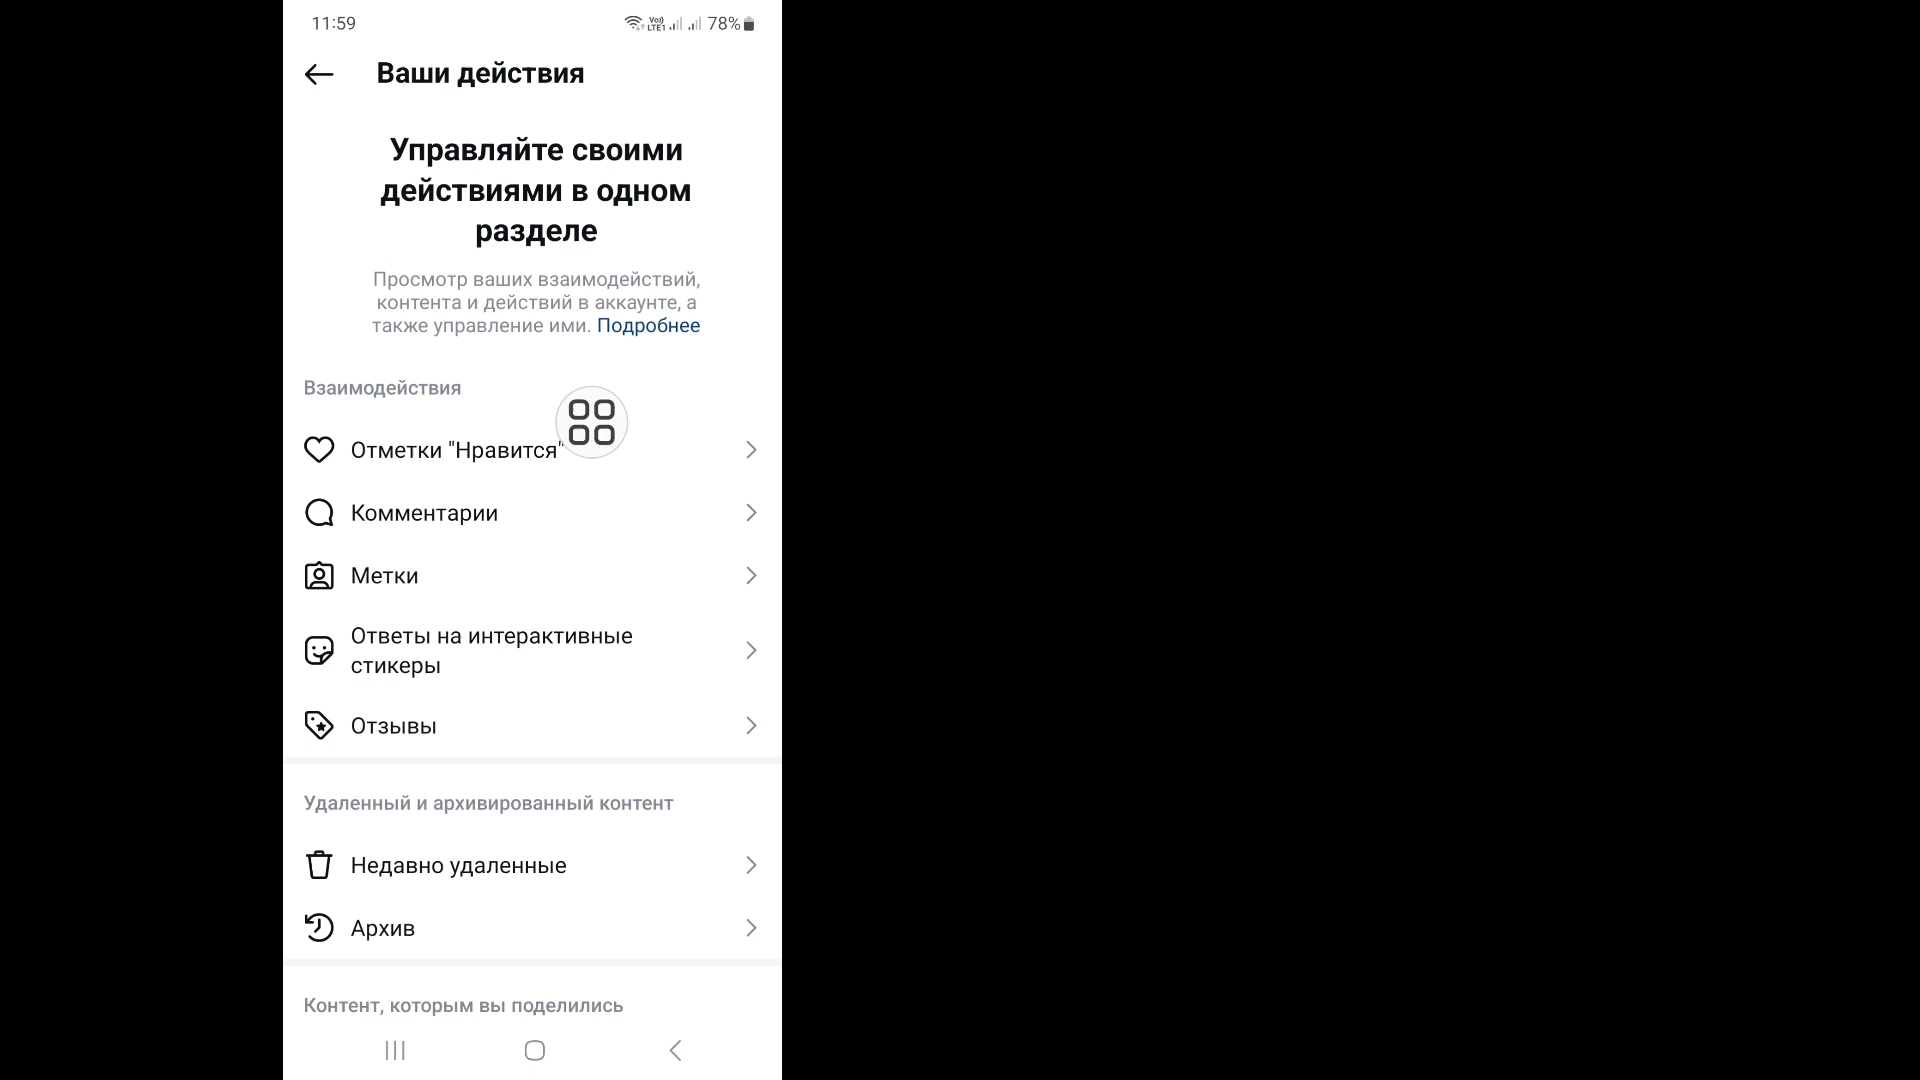 11:59
Vo))
LTE1
78%
Ваши действия
Управляйте своими
действиями в одном
разделе
Просмотр ваших взаимодействий,
контента и действий в аккаунте, а
также управление ими. Подробнее
Взаимодействия
Отметки "Нравится"
Комментарии
Метки
Ответы на интерактивные
стикеры
Отзывы
Удаленный и архивированный контент
Недавно удаленные
Архив
Контент, которым вы поделились